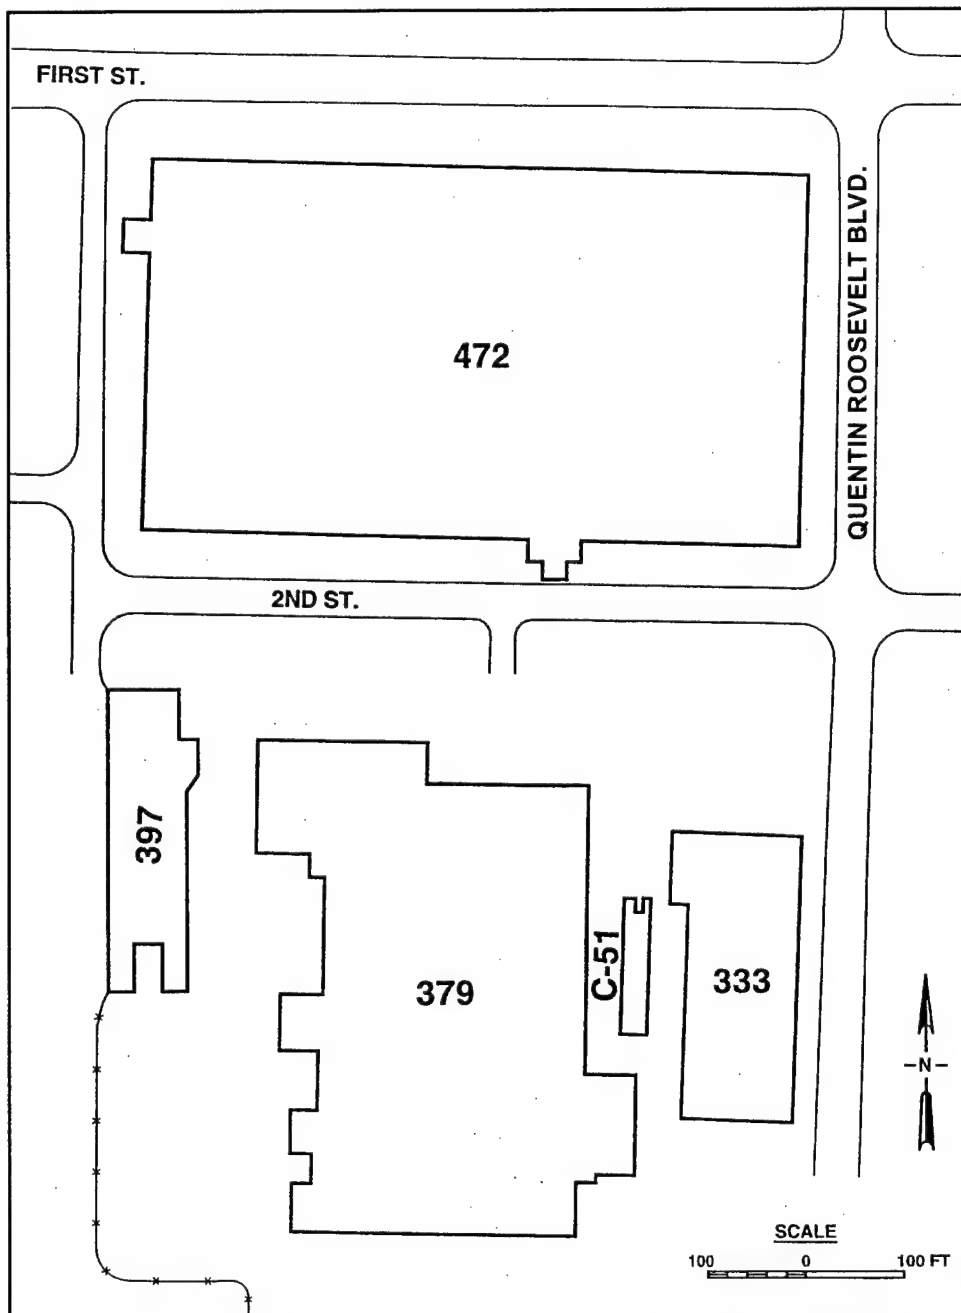 FIRST ST.
QUENTIN ROOSEVELT BLVD.
472
2ND ST.
397
379
C-51
333
-N-
SCALE
100 0 100 FT